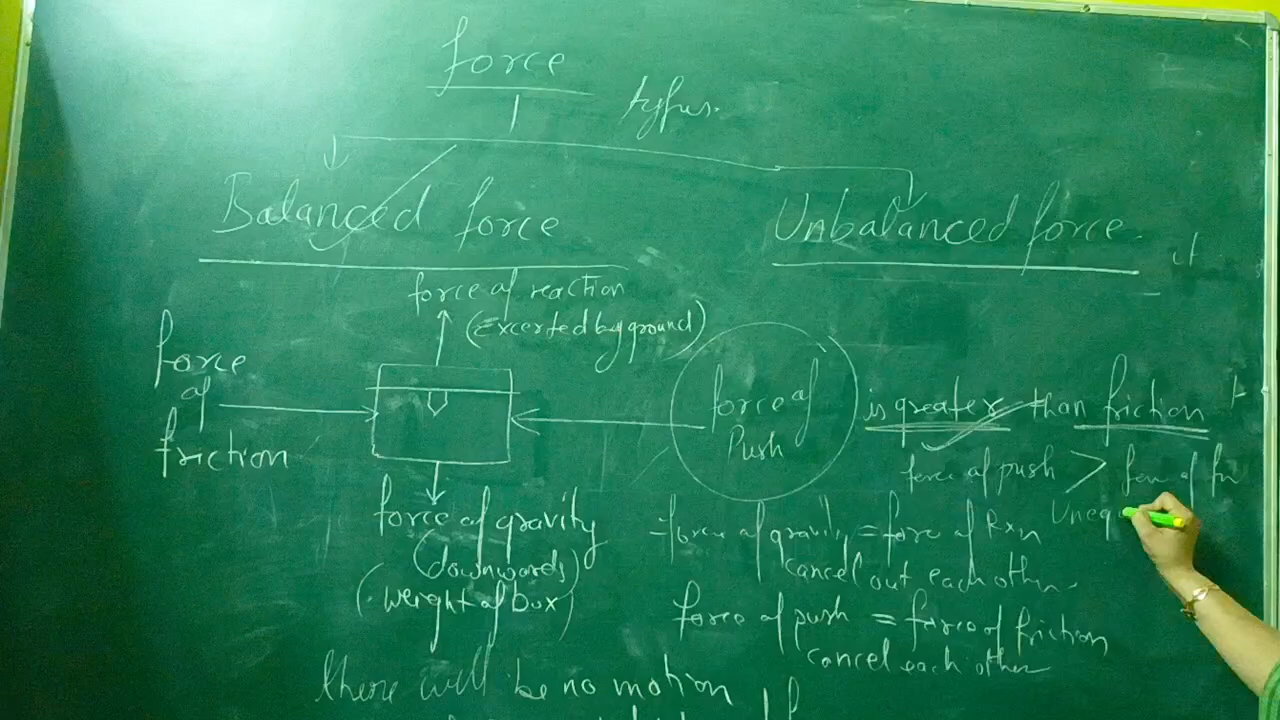 force
types.
Balanced force
Unbalanced force.
it
force of reaction
(Excerted by ground)
force
of
friction
force of
Push
is greater than friction
force of push >
Unequ
force of gravity
(downwards)
(weight of box)
-force of gravity = force of Rxn
cancel out each other.
force of push = force of friction
cancel each other
there will be no motion